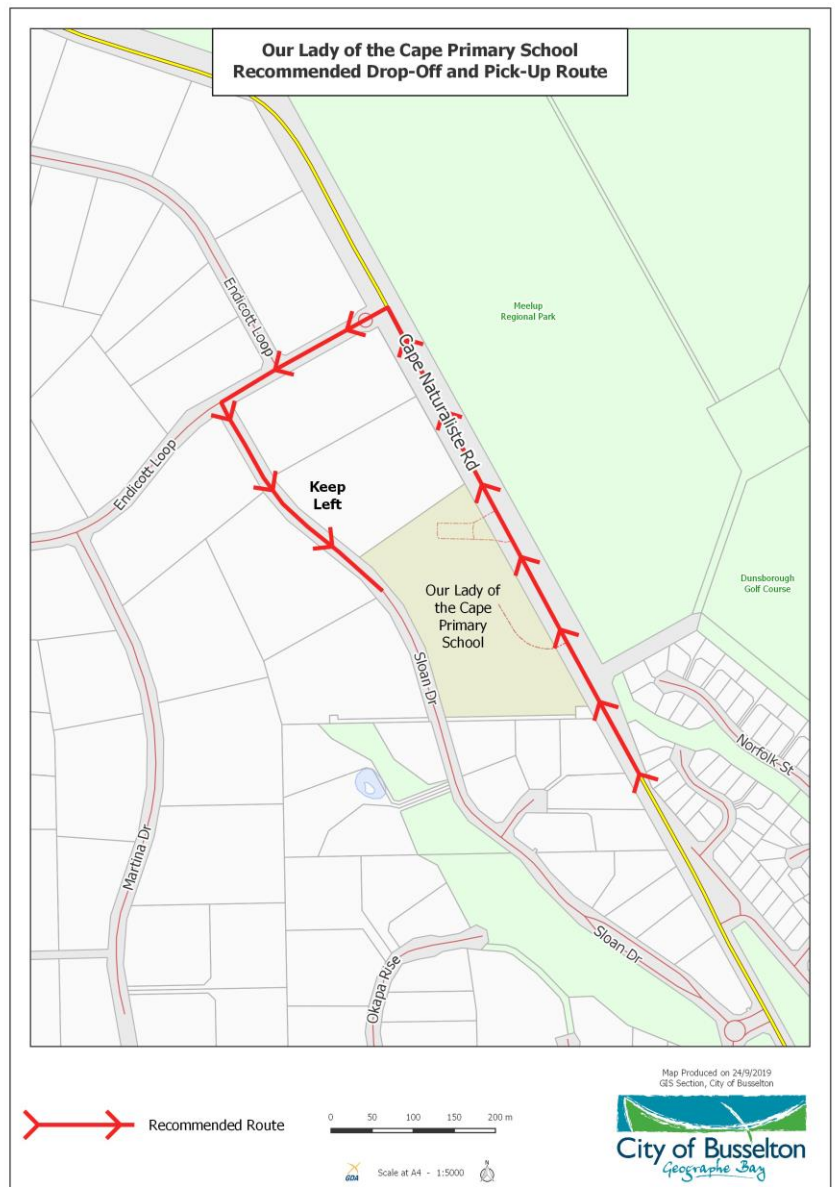 Our Lady of the Cape Primary School
Recommended Drop-Off and Pick-Up Route
Endicott Loop
Meelup
Regional Park
Cape Naturaliste Rd
Endicott Loop
Keep
Left
Our Lady of
the Cape
Primary
School
Dunsborough
Golf Course
Sloan Dr
Norfolk St
Martina Dr
Sloan Dr
Okapa Rise
Recommended Route
0 50 100 150 200 m
GDA
Scale at A4 - 1:5000
N
Map Produced on 24/9/2019
GIS Section, City of Busselton
City of Busselton
Geographe Bay